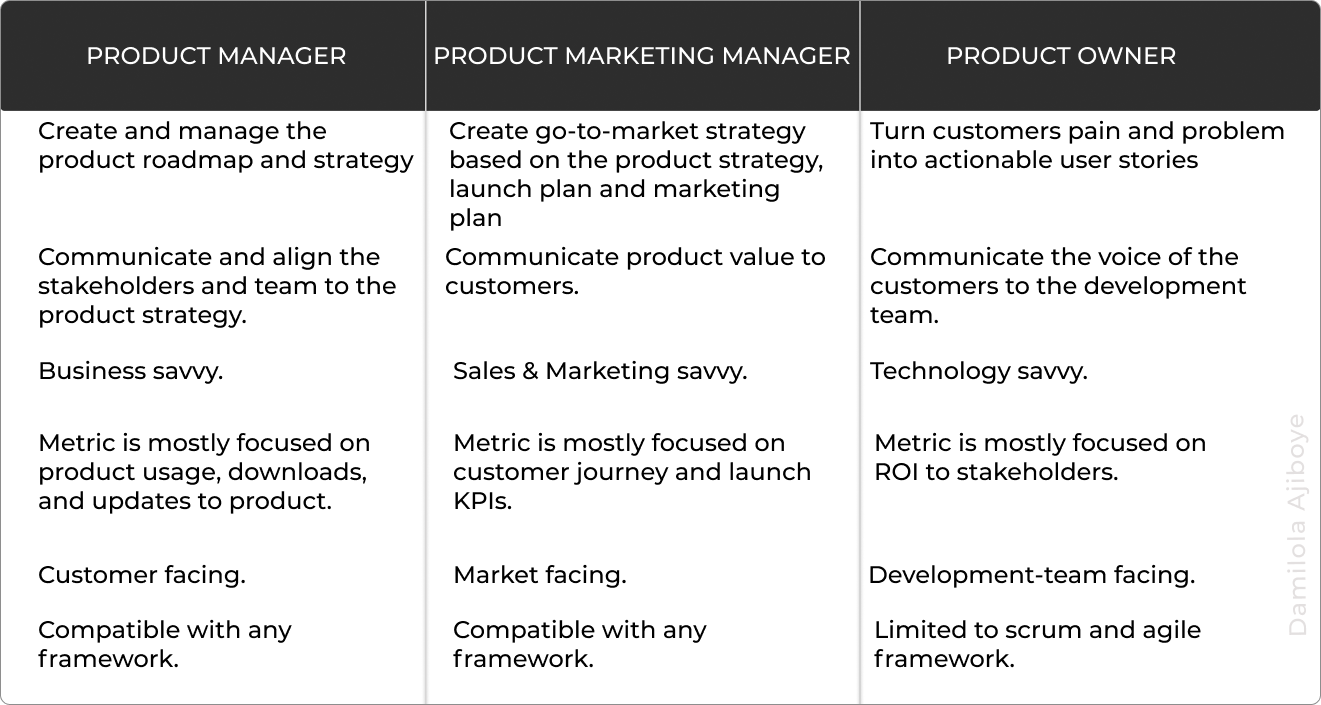 PRODUCT MANAGER
PRODUCT MARKETING MANAGER
PRODUCT OWNER
Create and manage the
product roadmap and strategy
Create go-to-market strategy
based on the product strategy,
launch plan and marketing
plan
Turn customers pain and problem
into actionable user stories
Communicate and align the
stakeholders and team to the
product strategy.
Communicate product value to
customers.
Communicate the voice of the
customers to the development
team.
Business savvy.
Sales & Marketing savvy.
Technology savvy.
Metric is mostly focused on
product usage, downloads,
and updates to product.
Metric is mostly focused on
customer journey and launch
KPIs.
Metric is mostly focused on
ROI to stakeholders.
Customer facing.
Market facing.
Development-team facing.
Compatible with any
framework.
Compatible with any
framework.
Limited to scrum and agile
framework.
Damilola Ajiboye